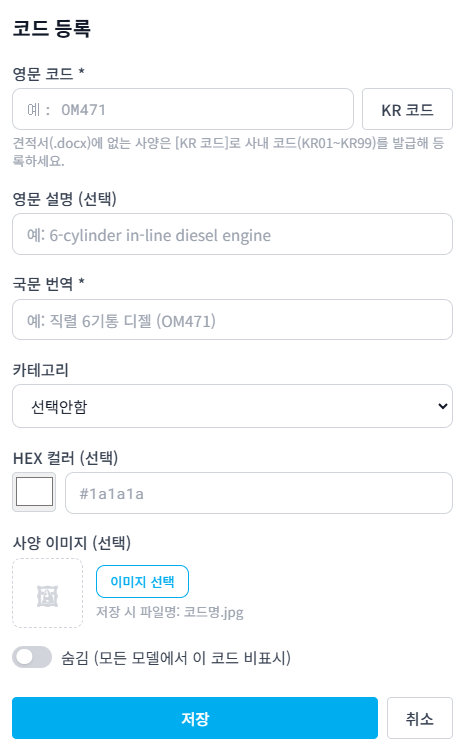 코드 등록
영문 코드 *
예: OM471
KR 코드
견적서(.docx)에 없는 사양은 [KR 코드]로 사내 코드(KR01~KR99)를 발급해 등
록하세요.
영문 설명 (선택)
예: 6-cylinder in-line diesel engine
국문 번역 *
예: 직렬 6기통 디젤 (OM471)
카테고리
선택안함
HEX 컬러 (선택)
#1a1a1a
사양 이미지 (선택)
이미지 선택
저장 시 파일명: 코드명.jpg
숨김 (모든 모델에서 이 코드 비표시)
저장
취소